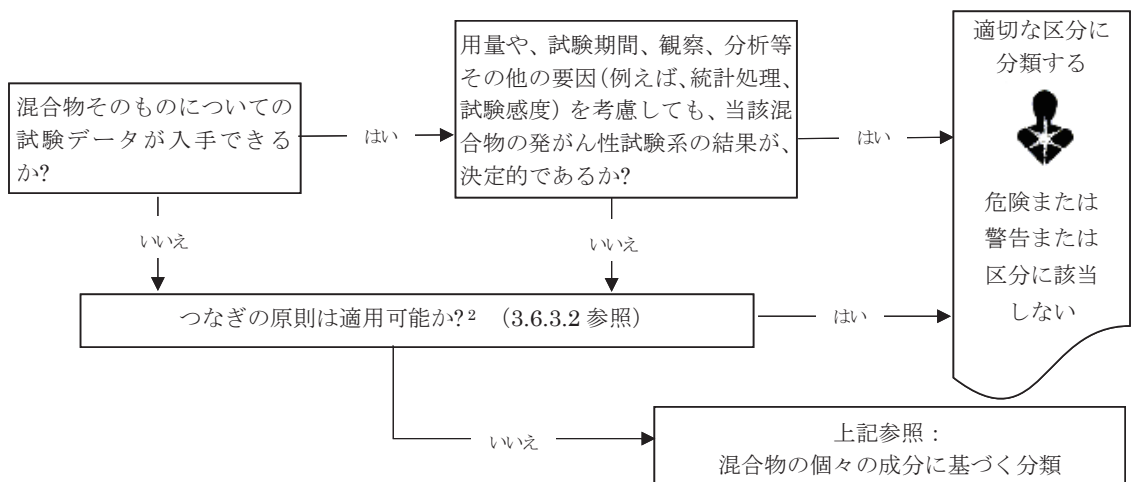 混合物そのものについての
試験データが入手できる
か?
はい
用量や、試験期間、観察、分析等
その他の要因（例えば、統計処理、
試験感度）を考慮しても、当該混
合物の発がん性試験系の結果が、
決定的であるか?
はい
適切な区分に
分類する
危険または
警告または
区分に該当
しない
いいえ
いいえ
つなぎの原則は適用可能か?² （3.6.3.2 参照）
はい
いいえ
上記参照：
混合物の個々の成分に基づく分類